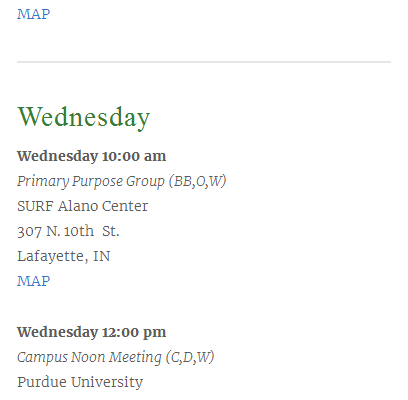 MAP
Wednesday
Wednesday 10:00 am
Primary Purpose Group (BB,O,W)
SURF Alano Center
307 N. 10th St.
Lafayette, IN
MAP
Wednesday 12:00 pm
Campus Noon Meeting (C,D,W)
Purdue University